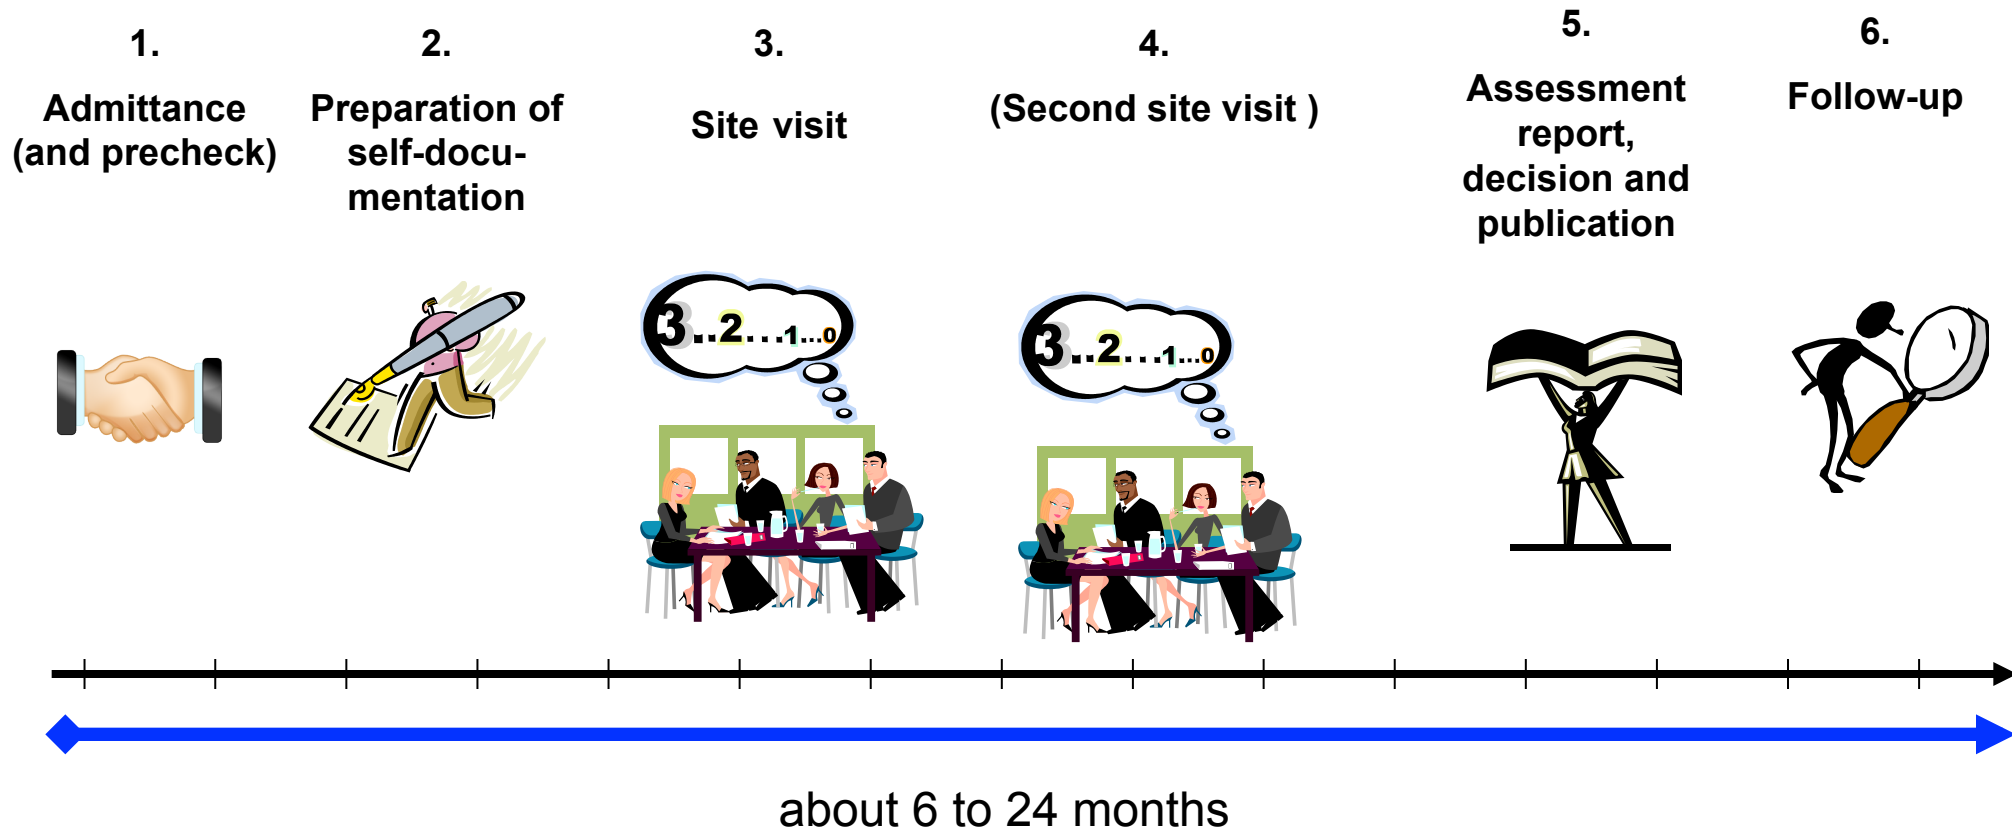 1.
Admittance
(and precheck)
2.
Preparation of
self-docu-
mentation
3.
Site visit
4.
(Second site visit )
5.
Assessment
report,
decision and
publication
6.
Follow-up
3..2...1...0
3..2...1...0
about 6 to 24 months